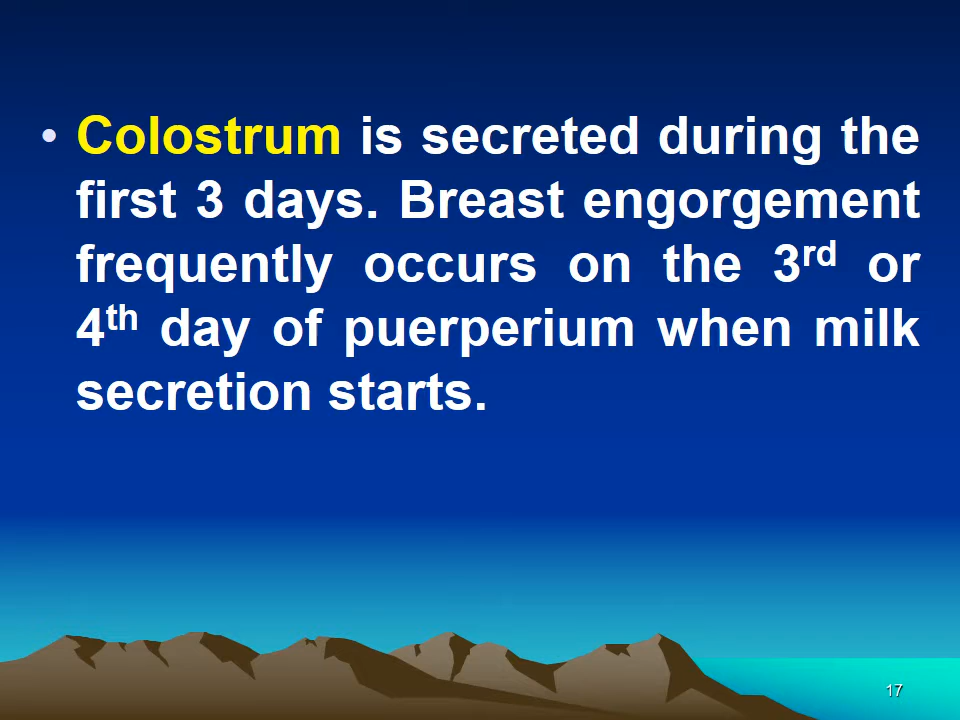 • Colostrum is secreted during the
first 3 days. Breast engorgement
frequently occurs on the 3rd or
4th day of puerperium when milk
secretion starts.
17